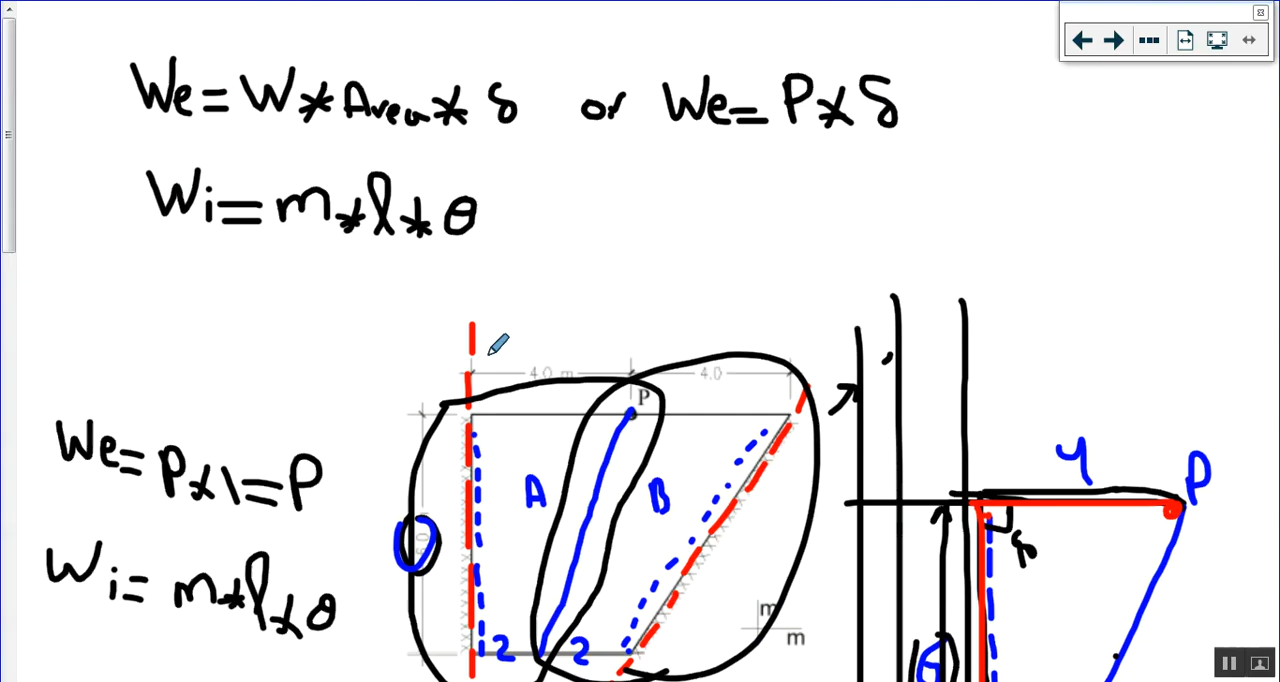 We = W * Area * δ or We = P * δ
Wi = m * l * θ
4.0 m 4.0
P
4 P
A B
We = P * 1 = P
Wi = m * l * θ
m
m
2 2
θ